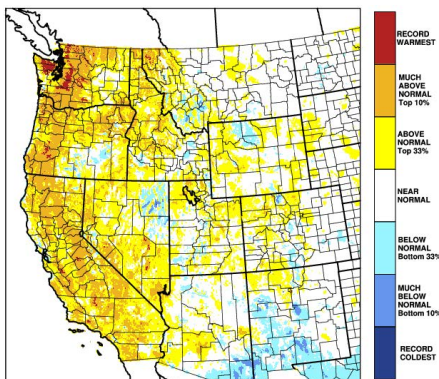 RECORD
WARMEST
MUCH
ABOVE
NORMAL
Top 10%
ABOVE
NORMAL
Top 33%
NEAR
NORMAL
BELOW
NORMAL
Bottom 33%
MUCH
BELOW
NORMAL
Bottom 10%
RECORD
COLDEST